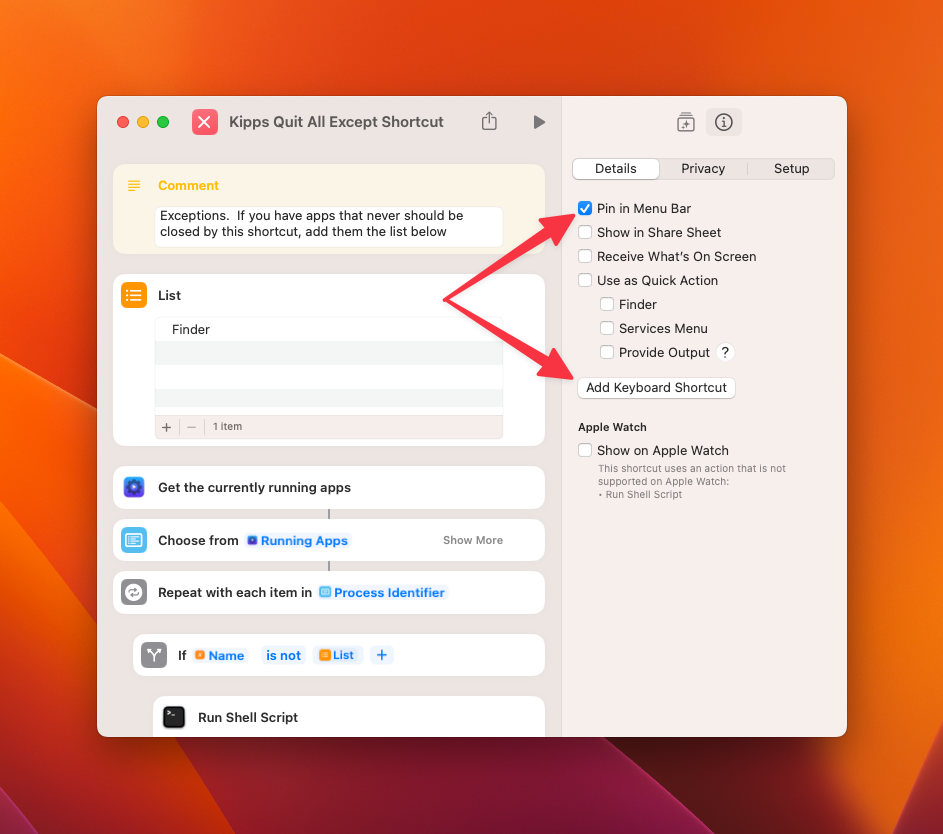 Kipps Quit All Except Shortcut
Comment
Exceptions.  If you have apps that never should be
closed by this shortcut, add them the list below
List
Finder
+ − 1 item
Get the currently running apps
Choose from Running Apps Show More
Repeat with each item in Process Identifier
If Name is not List +
Run Shell Script
Details Privacy Setup
Pin in Menu Bar
Show in Share Sheet
Receive What's On Screen
Use as Quick Action
Finder
Services Menu
Provide Output ?
Add Keyboard Shortcut
Apple Watch
Show on Apple Watch
This shortcut uses an action that is not
supported on Apple Watch:
• Run Shell Script